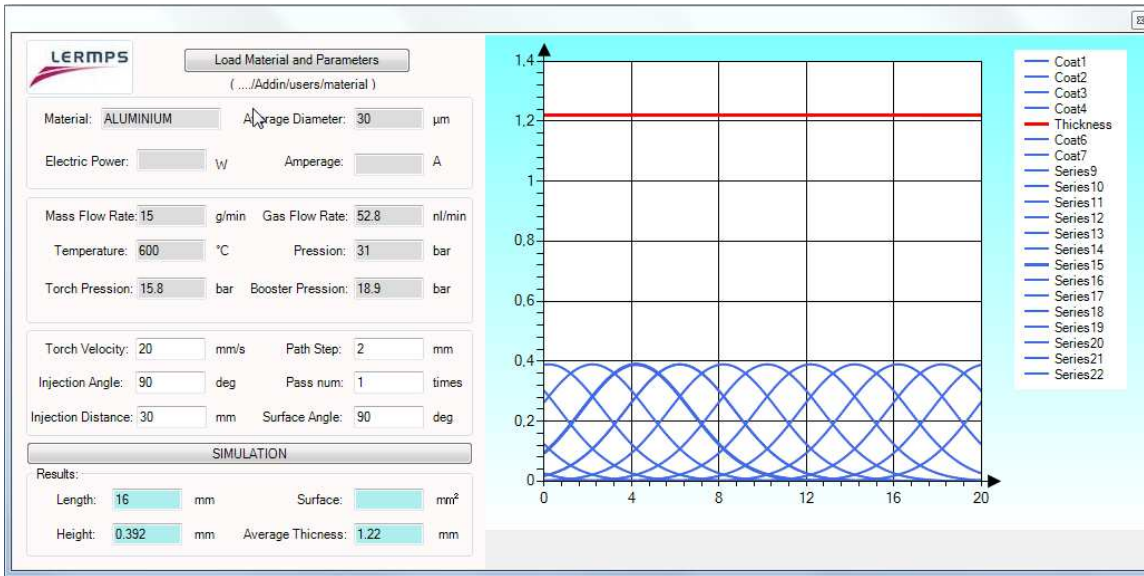 LERMPS
Load Material and Parameters
( ..../Addin/users/material )
Material: ALUMINIUM Average Diameter: 30 µm
Electric Power: W Amperage: A
Mass Flow Rate: 15 g/min Gas Flow Rate: 52.8 nl/min
Temperature: 600 °C Pression: 31 bar
Torch Pression: 15.8 bar Booster Pression: 18.9 bar
Torch Velocity: 20 mm/s Path Step: 2 mm
Injection Angle: 90 deg Pass num: 1 times
Injection Distance: 30 mm Surface Angle: 90 deg
SIMULATION
Results:
Length: 16 mm Surface: mm²
Height: 0.392 mm Average Thicness: 1.22 mm
1,4
1,2
1
0,8
0,6
0,4
0,2
0
0 4 8 12 16 20
Coat1
Coat2
Coat3
Coat4
Thickness
Coat6
Coat7
Series9
Series10
Series11
Series12
Series13
Series14
Series15
Series16
Series17
Series18
Series19
Series20
Series21
Series22